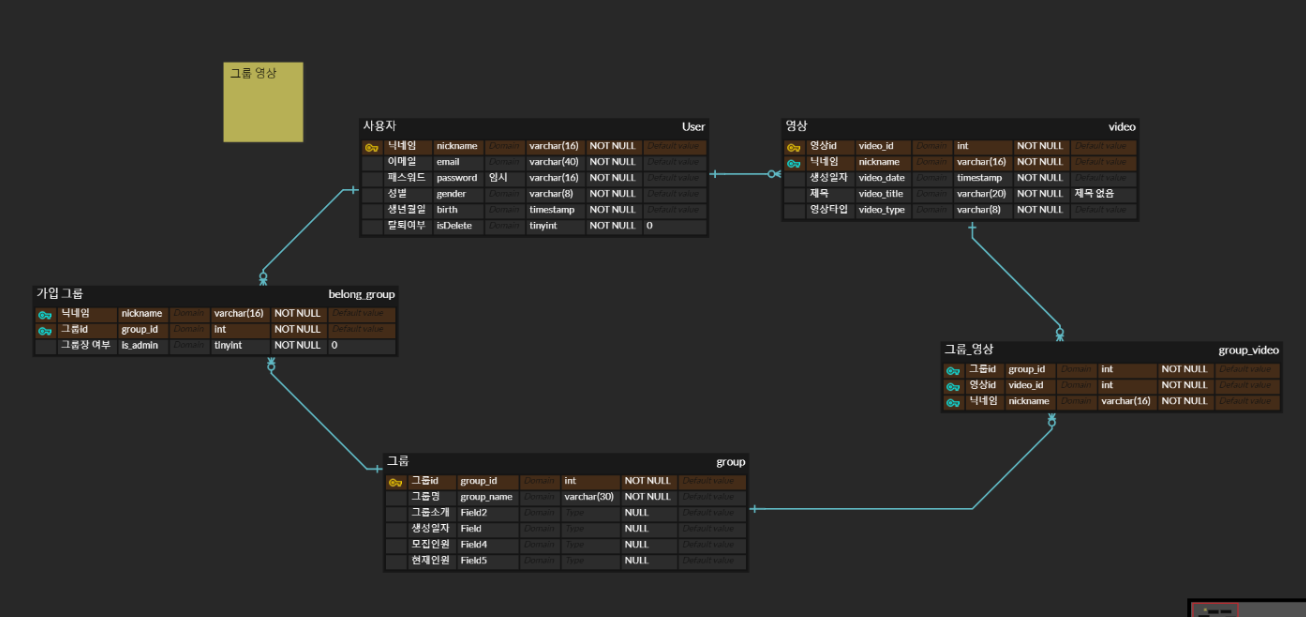 그룹 영상
사용자 User
닉네임 nickname Domain varchar(16) NOT NULL Default value
이메일 email Domain varchar(40) NOT NULL Default value
패스워드 password 임시 varchar(16) NOT NULL Default value
성별 gender Domain varchar(8) NOT NULL Default value
생년월일 birth Domain timestamp NOT NULL Default value
탈퇴여부 isDelete Domain tinyint NOT NULL 0
영상 video
영상id video_id Domain int NOT NULL Default value
닉네임 nickname Domain varchar(16) NOT NULL Default value
생성일자 video_date Domain timestamp NOT NULL Default value
제목 video_title Domain varchar(20) NOT NULL 제목 없음
영상타입 video_type Domain varchar(8) NOT NULL Default value
가입 그룹 belong_group
닉네임 nickname Domain varchar(16) NOT NULL Default value
그룹id group_id Domain int NOT NULL Default value
그룹장 여부 is_admin Domain tinyint NOT NULL 0
그룹_영상 group_video
그룹id group_id Domain int NOT NULL Default value
영상id video_id Domain int NOT NULL Default value
닉네임 nickname Domain varchar(16) NOT NULL Default value
그룹 group
그룹id group_id Domain int NOT NULL Default value
그룹명 group_name Domain varchar(30) NOT NULL Default value
그룹소개 Field2 Domain Type NULL Default value
생성일자 Field Domain Type NULL Default value
모집인원 Field4 Domain Type NULL Default value
현재인원 Field5 Domain Type NULL Default value